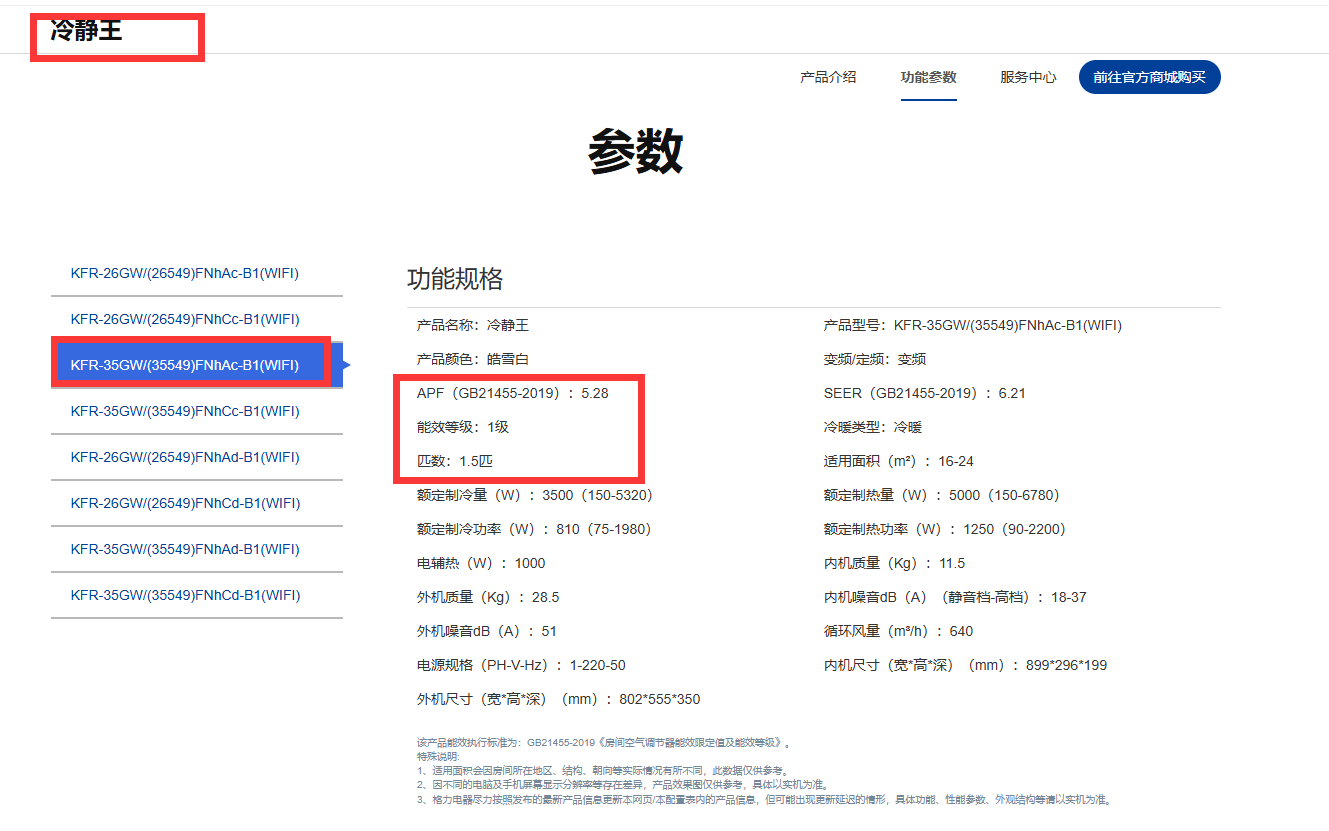 冷静王
产品介绍 功能参数 服务中心 前往官方商城购买
参数
KFR-26GW/(26549)FNhAc-B1(WIFI)
KFR-26GW/(26549)FNhCc-B1(WIFI)
KFR-35GW/(35549)FNhAc-B1(WIFI)
KFR-35GW/(35549)FNhCc-B1(WIFI)
KFR-26GW/(26549)FNhAd-B1(WIFI)
KFR-26GW/(26549)FNhCd-B1(WIFI)
KFR-35GW/(35549)FNhAd-B1(WIFI)
KFR-35GW/(35549)FNhCd-B1(WIFI)
功能规格
产品名称：冷静王 产品型号：KFR-35GW/(35549)FNhAc-B1(WIFI)
产品颜色：皓雪白 变频/定频：变频
APF（GB21455-2019）：5.28 SEER（GB21455-2019）：6.21
能效等级：1级 冷暖类型：冷暖
匹数：1.5匹 适用面积（m²）：16-24
额定制冷量（W）：3500（150-5320） 额定制热量（W）：5000（150-6780）
额定制冷功率（W）：810（75-1980） 额定制热功率（W）：1250（90-2200）
电辅热（W）：1000 内机质量（Kg）：11.5
外机质量（Kg）：28.5 内机噪音dB（A）（静音档-高档）：18-37
外机噪音dB（A）：51 循环风量（m³/h）：640
电源规格（PH-V-Hz）：1-220-50 内机尺寸（宽*高*深）（mm）：899*296*199
外机尺寸（宽*高*深）（mm）：802*555*350
该产品能效执行标准为：GB21455-2019《房间空气调节器能效限定值及能效等级》。
特殊说明:
1、适用面积会因房间所在地区、结构、朝向等实际情况有所不同，此数据仅供参考。
2、因不同的电脑及手机屏幕显示分辨率等存在差异，产品效果图仅供参考，具体以实机为准。
3、格力电器尽力按照发布的最新产品信息更新本网页/本配置表内的产品信息，但可能出现更新延迟的情形，具体功能、性能参数、外观结构等请以实机为准。